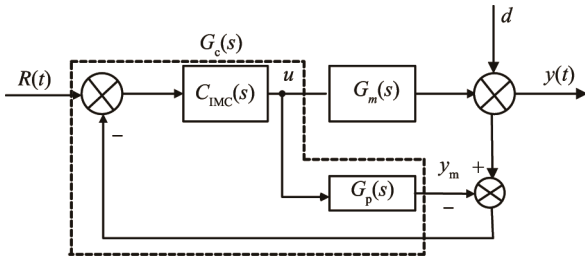 d
G_c(s)
R(t)
C_IMC(s)
u
G_m(s)
y(t)
−
y_m
+
G_p(s)
−